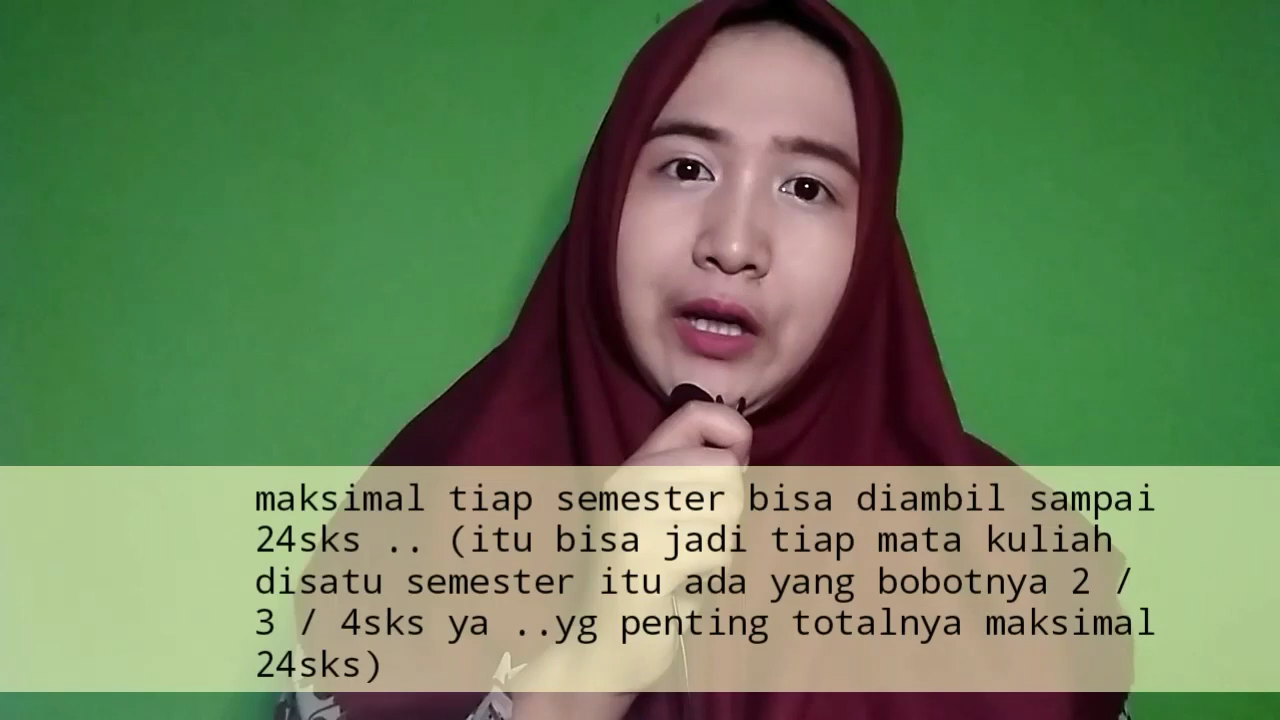 maksimal tiap semester bisa diambil sampai
24sks .. (itu bisa jadi tiap mata kuliah
disatu semester itu ada yang bobotnya 2 /
3 / 4sks ya ..yg penting totalnya maksimal
24sks)